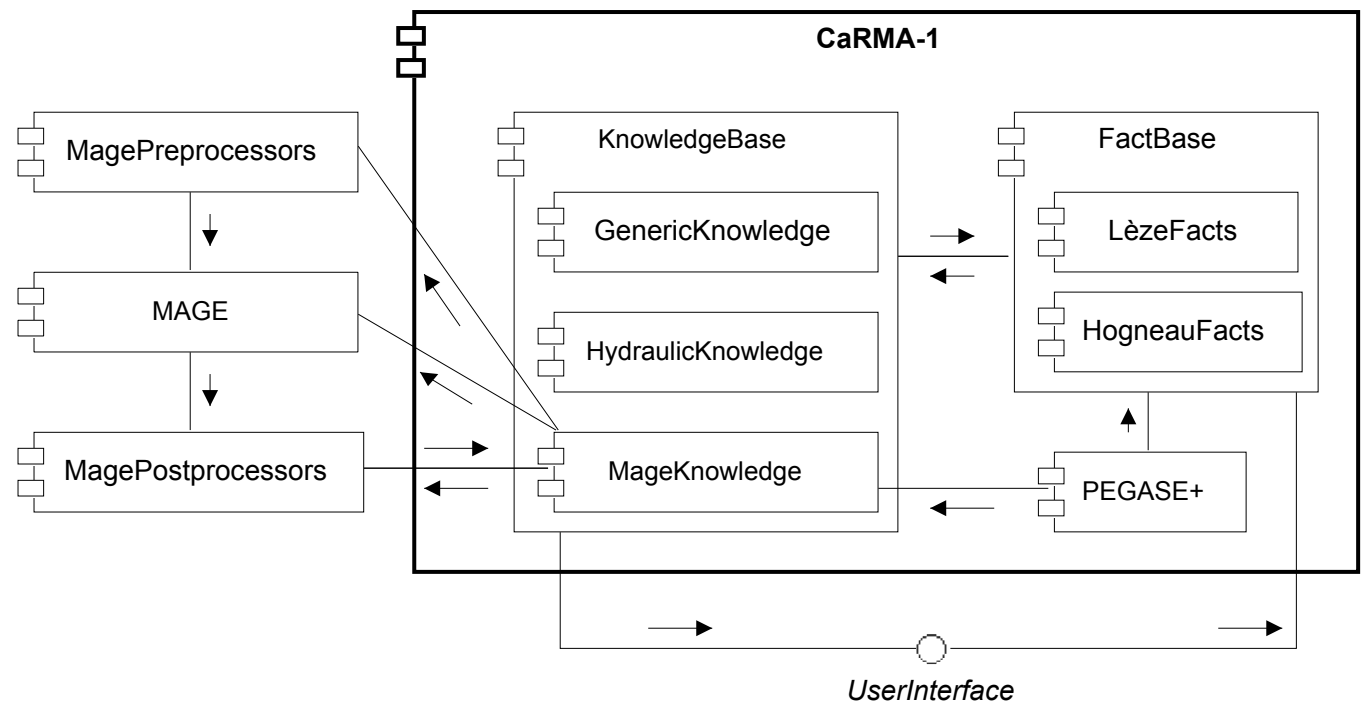 CaRMA-1
MagePreprocessors
KnowledgeBase
FactBase
GenericKnowledge
LèzeFacts
MAGE
HydraulicKnowledge
HogneauFacts
MagePostprocessors
MageKnowledge
PEGASE+
UserInterface